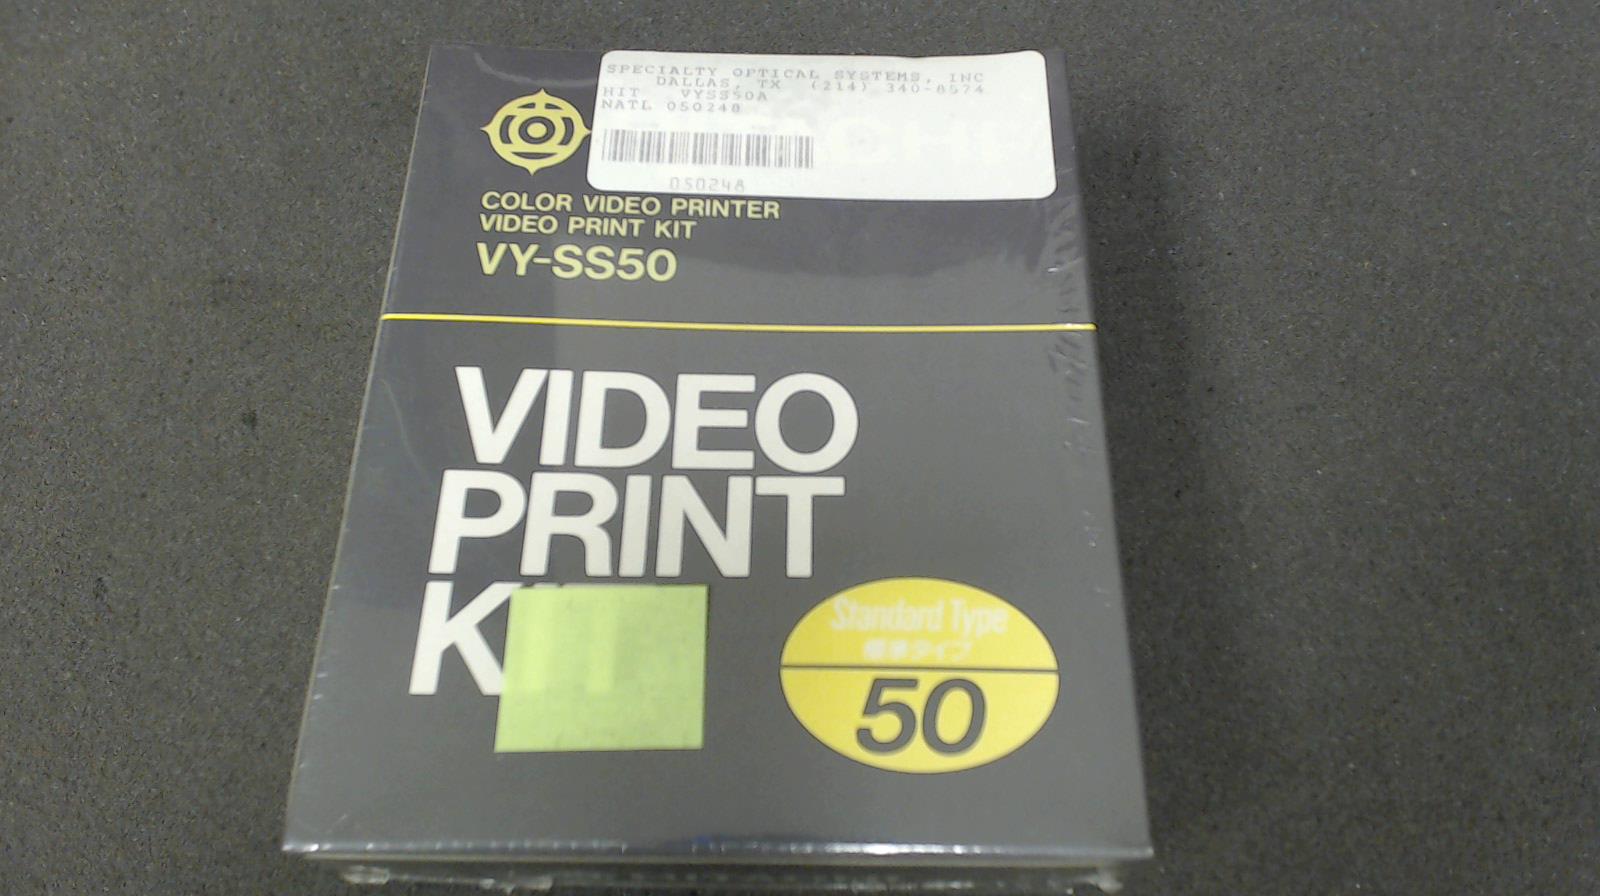 SPECIALTY OPTICAL SYSTEMS, INC
DALLAS, TX (214) 340-8574
HIT VYSS50A
NATL 050248
050248
COLOR VIDEO PRINTER
VIDEO PRINT KIT
VY-SS50
VIDEO
PRINT
KIT
Standard Type
標準タイプ
50